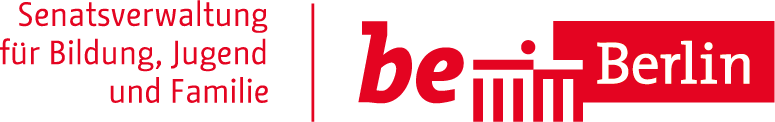 Senatsverwaltung
für Bildung, Jugend
und Familie
be Berlin